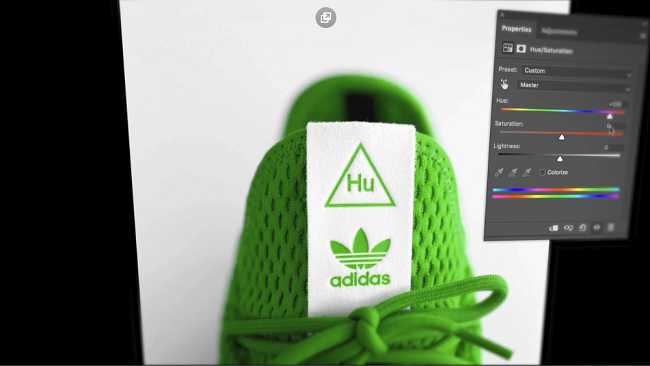 Hu
adidas
Properties
Adjustments
Hue/Saturation
Preset: Custom
Master
Hue:
Saturation:
Lightness: 0
Colorize